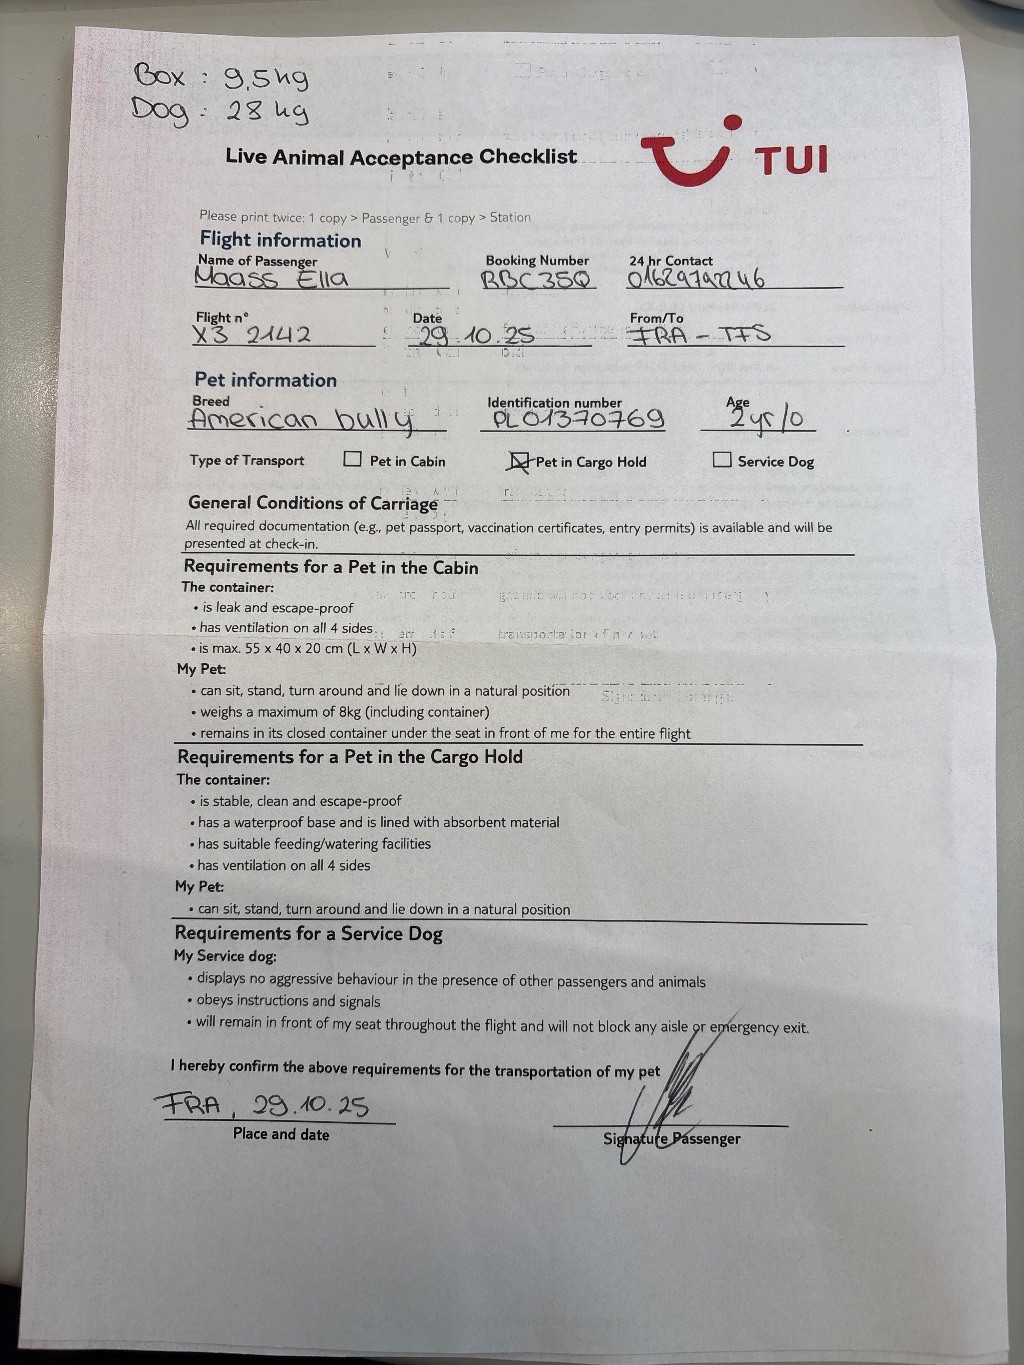 Box : 9,5kg
Dog : 28 kg
Live Animal Acceptance Checklist
TUI
Please print twice: 1 copy > Passenger & 1 copy > Station
Flight information
Name of Passenger Booking Number 24 hr Contact
Maass Ella BBC35Q
Flight n° Date From/To
X3 2142 29.10.25 FRA - TFS
Pet information
Breed Identification number Age
American bully PL01370769 2yr/o
Type of Transport Pet in Cabin Pet in Cargo Hold Service Dog
General Conditions of Carriage
All required documentation (e.g., pet passport, vaccination certificates, entry permits) is available and will be
presented at check-in.
Requirements for a Pet in the Cabin
The container:
• is leak and escape-proof
• has ventilation on all 4 sides
• is max. 55 x 40 x 20 cm (L x W x H)
My Pet:
• can sit, stand, turn around and lie down in a natural position
• weighs a maximum of 8kg (including container)
• remains in its closed container under the seat in front of me for the entire flight
Requirements for a Pet in the Cargo Hold
The container:
• is stable, clean and escape-proof
• has a waterproof base and is lined with absorbent material
• has suitable feeding/watering facilities
• has ventilation on all 4 sides
My Pet:
• can sit, stand, turn around and lie down in a natural position
Requirements for a Service Dog
My Service dog:
• displays no aggressive behaviour in the presence of other passengers and animals
• obeys instructions and signals
• will remain in front of my seat throughout the flight and will not block any aisle or emergency exit.
I hereby confirm the above requirements for the transportation of my pet
FRA, 29.10.25
Place and date Signature Passenger